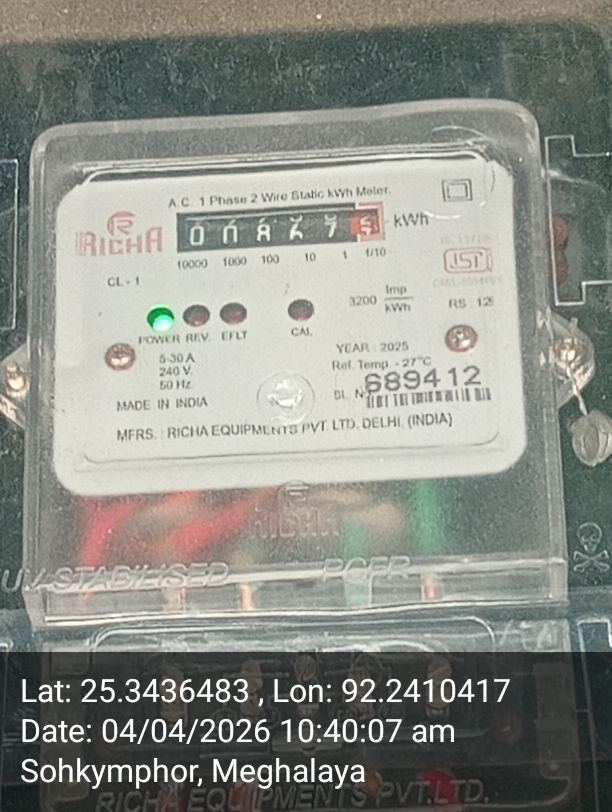 A.C. 1 Phase 2 Wire Static kWh Meter.
RICHA
kWh
10000 1000 100 10 1 1/10
CL - 1
ISI
3200 Imp/kWh
RS : 12
POWER REV. EFLT CAL
5-30 A
240 V.
50 Hz.
YEAR : 2025
Ref. Temp. - 27°C
SL. N
689412
MADE IN INDIA
MFRS. : RICHA EQUIPMENTS PVT. LTD. DELHI, (INDIA)
RICHA
UV STABILISED
Lat: 25.3436483 , Lon: 92.2410417
Date: 04/04/2026 10:40:07 am
Sohkymphor, Meghalaya
RICHA EQUIPMENTS PVT.LTD.